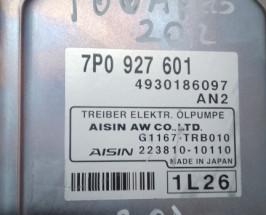 7P0 927 601
4930186097
AN2
TREIBER ELEKTR. ÖLPUMPE
AISIN AW CO.,LTD.
G1167-TRB010
AISIN 223810-10110
MADE IN JAPAN
1L26